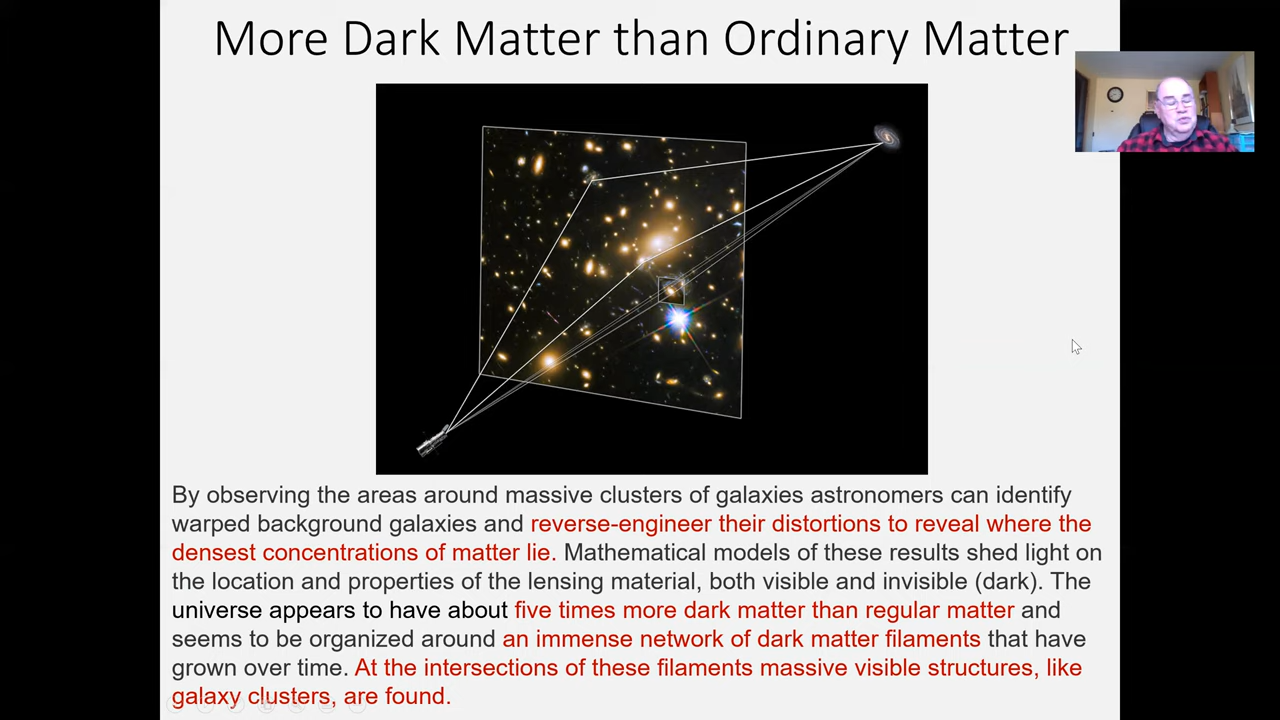 More Dark Matter than Ordinary Matter
By observing the areas around massive clusters of galaxies astronomers can identify
warped background galaxies and reverse-engineer their distortions to reveal where the
densest concentrations of matter lie. Mathematical models of these results shed light on
the location and properties of the lensing material, both visible and invisible (dark). The
universe appears to have about five times more dark matter than regular matter and
seems to be organized around an immense network of dark matter filaments that have
grown over time. At the intersections of these filaments massive visible structures, like
galaxy clusters, are found.